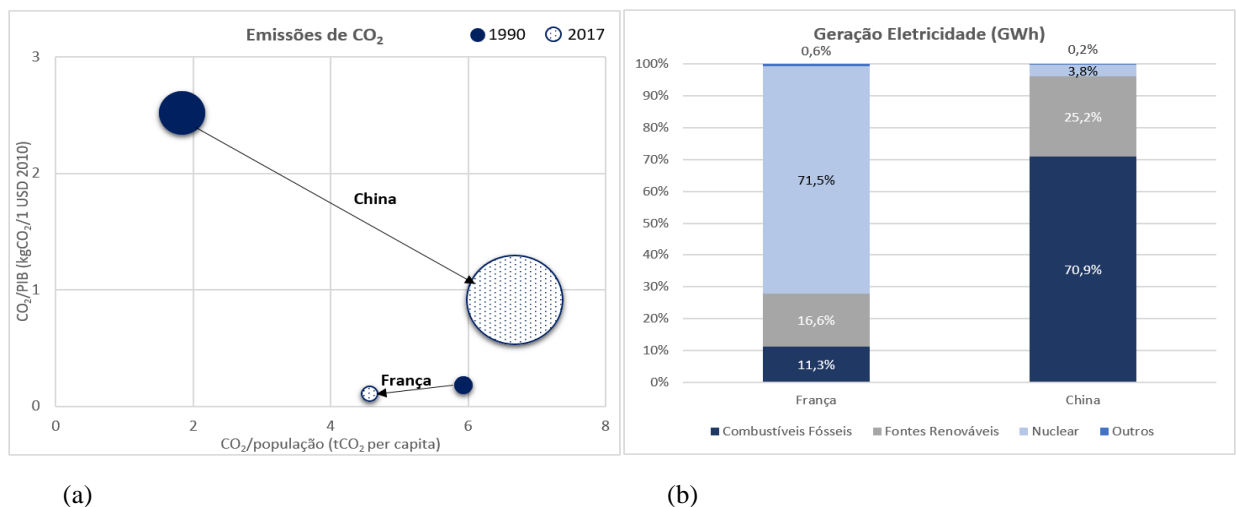 Emissões de CO₂
1990 2017
CO₂/PIB (kgCO₂/1 USD 2010)
3
2
1
0
China
França
0 2 4 6 8
CO₂/população (tCO₂ per capita)
(a)
Geração Eletricidade (GWh)
0,6% 0,2%
100%
90%
80%
70%
60%
50%
40%
30%
20%
10%
0%
71,5%
16,6%
11,3%
3,8%
25,2%
70,9%
França China
Combustíveis Fósseis Fontes Renováveis Nuclear Outros
(b)